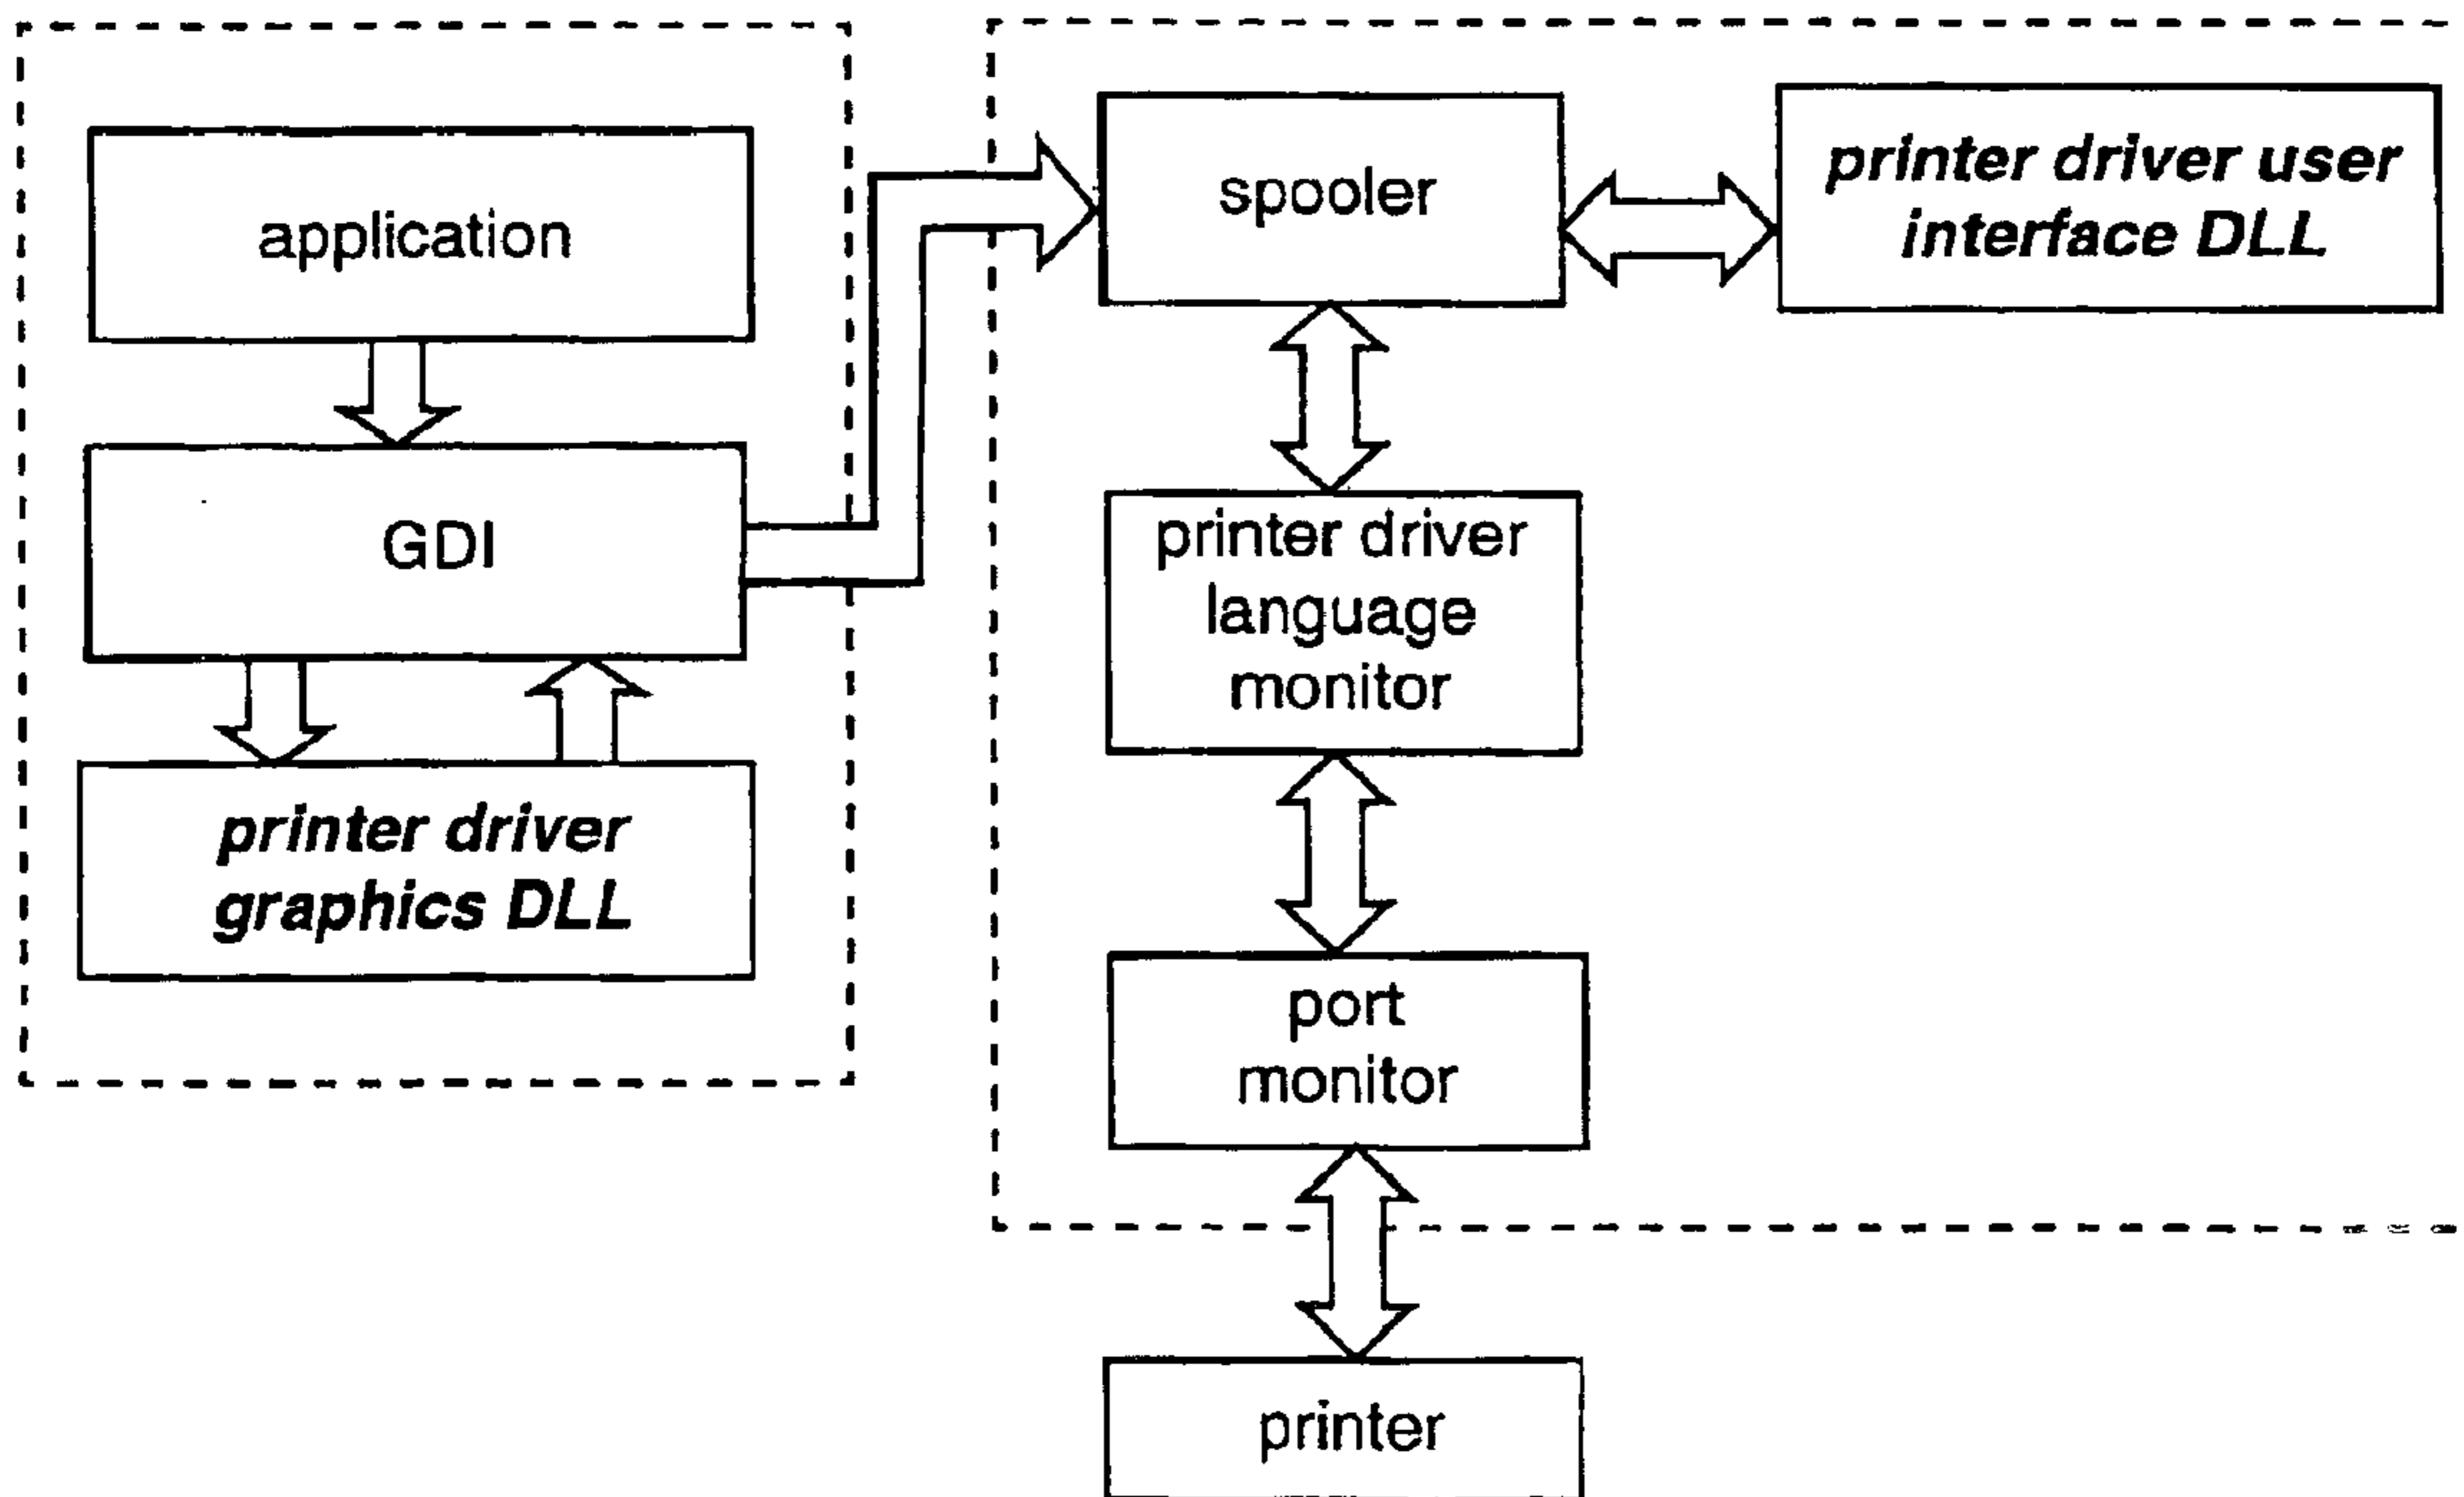 application
GDI
printer driver
graphics DLL
spooler
printer driver user
interface DLL
printer driver
language
monitor
port
monitor
printer